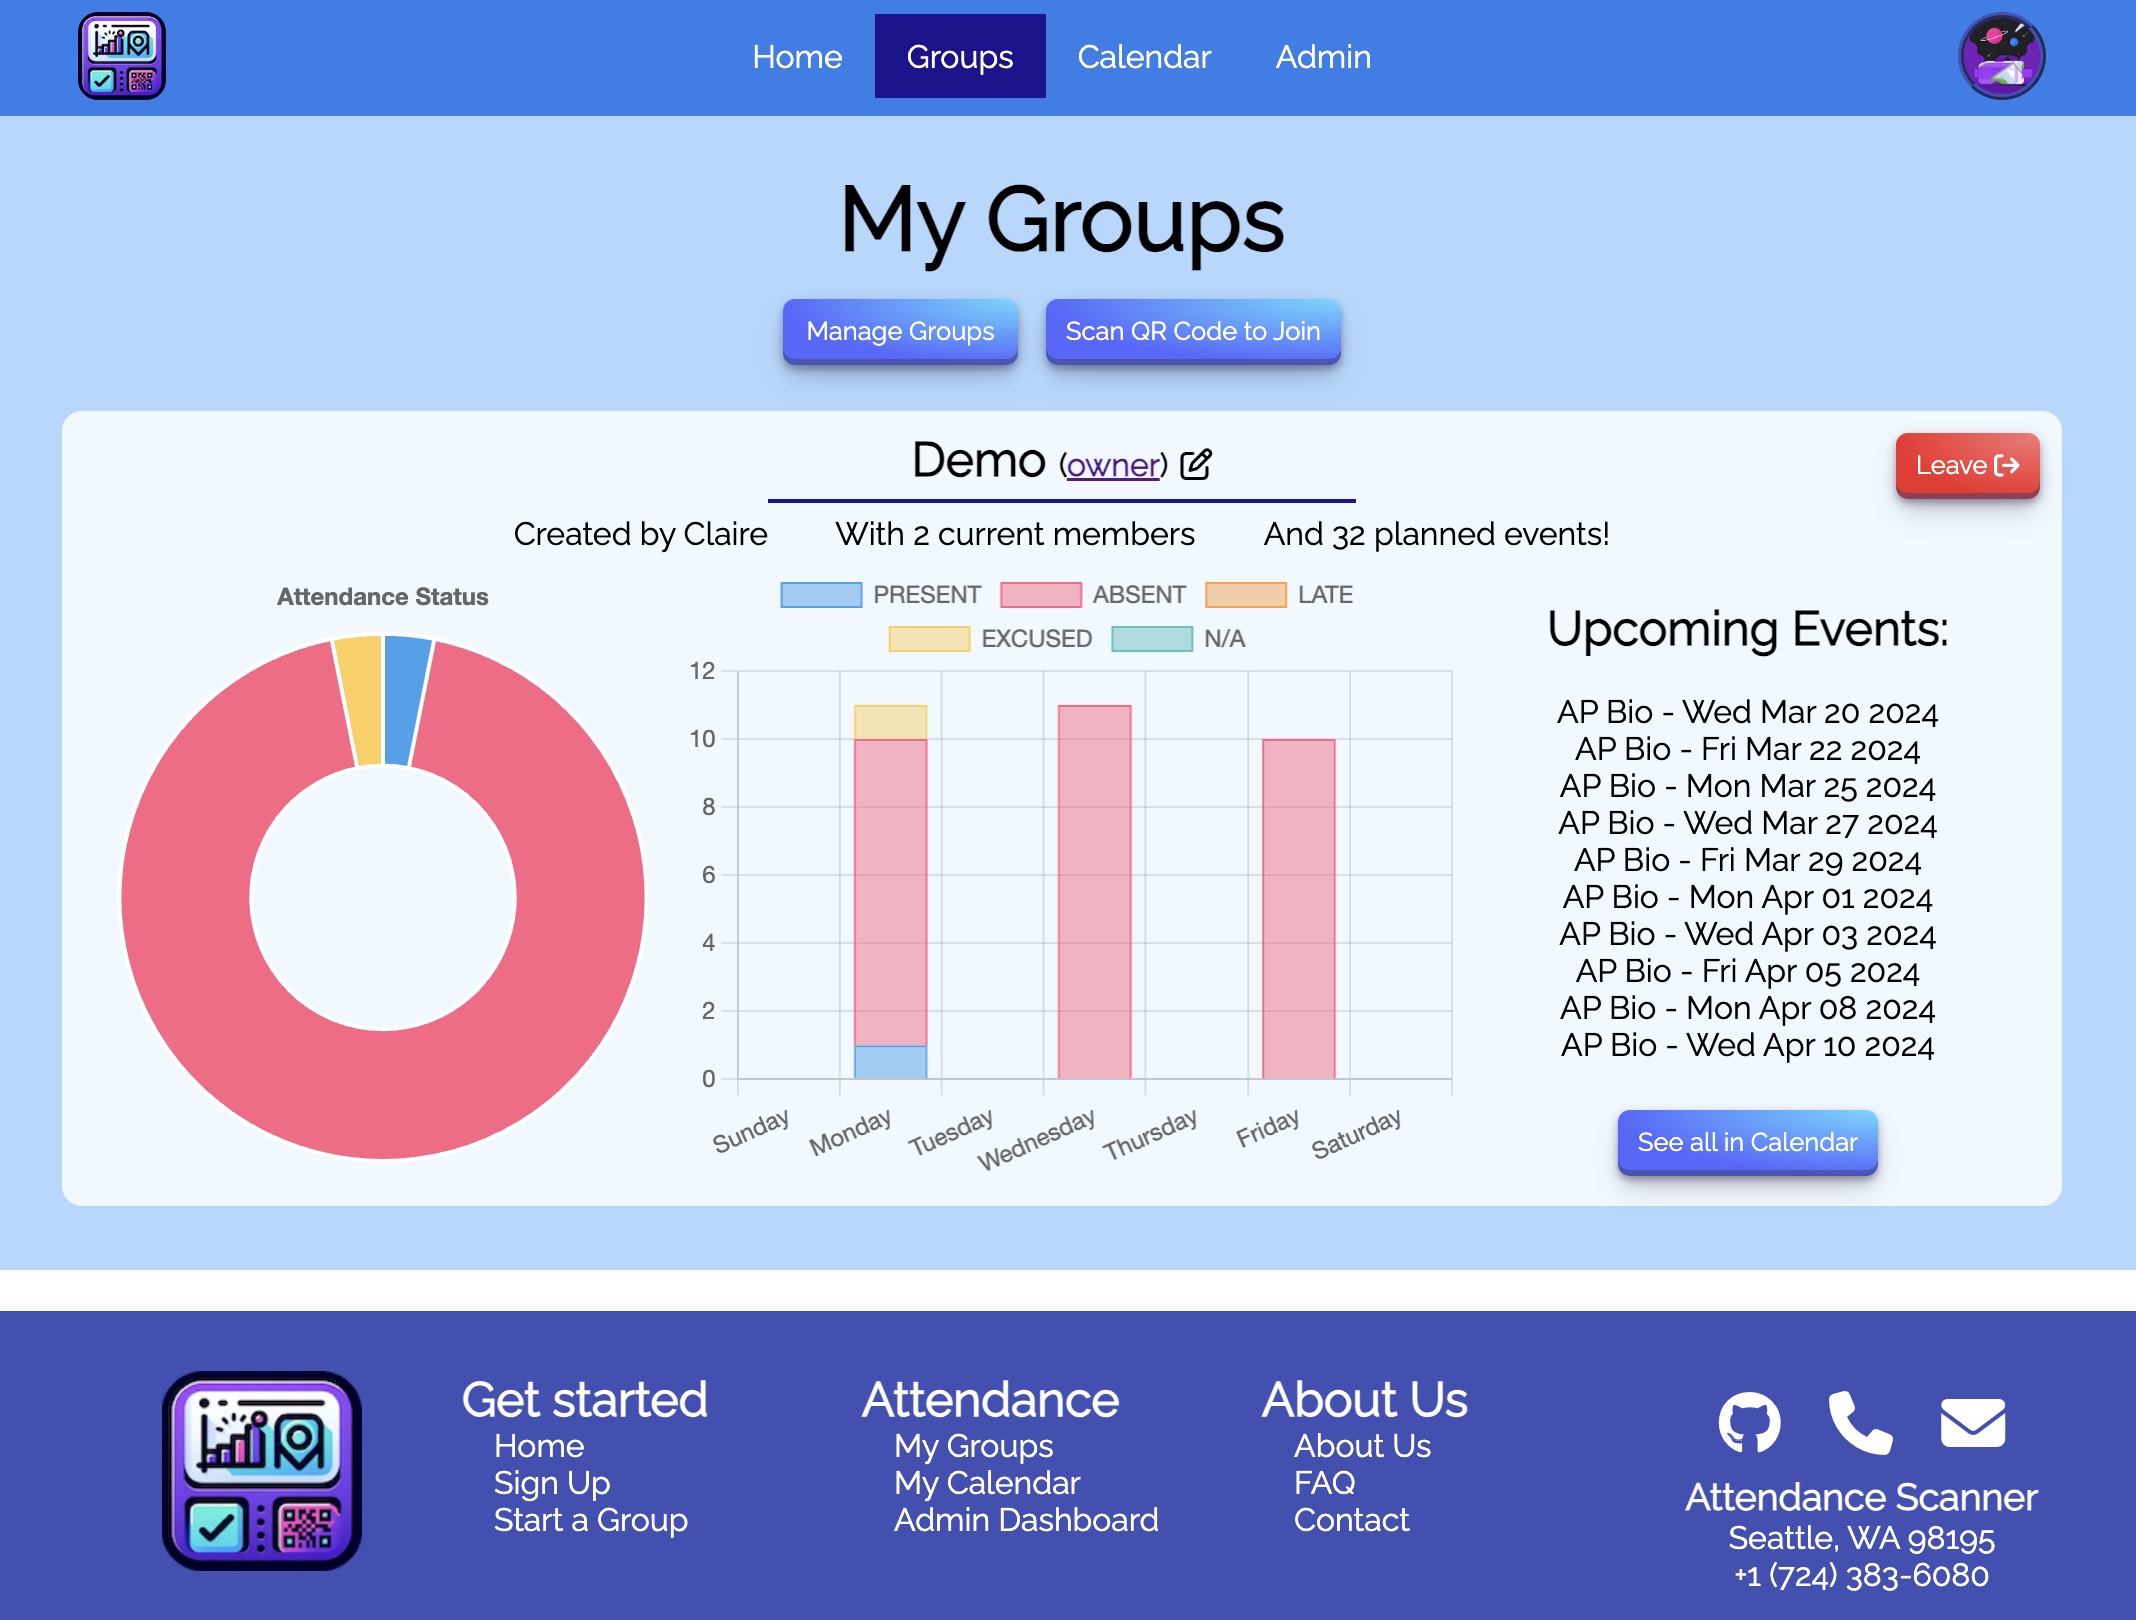 Home Groups Calendar Admin
My Groups
Manage Groups Scan QR Code to Join
Demo (owner)
Leave
Created by Claire With 2 current members And 32 planned events!
Attendance Status
PRESENT ABSENT LATE
EXCUSED N/A
12
10
8
6
4
2
0
Sunday Monday Tuesday Wednesday Thursday Friday Saturday
Upcoming Events:
AP Bio - Wed Mar 20 2024
AP Bio - Fri Mar 22 2024
AP Bio - Mon Mar 25 2024
AP Bio - Wed Mar 27 2024
AP Bio - Fri Mar 29 2024
AP Bio - Mon Apr 01 2024
AP Bio - Wed Apr 03 2024
AP Bio - Fri Apr 05 2024
AP Bio - Mon Apr 08 2024
AP Bio - Wed Apr 10 2024
See all in Calendar
Get started
Home
Sign Up
Start a Group
Attendance
My Groups
My Calendar
Admin Dashboard
About Us
About Us
FAQ
Contact
Attendance Scanner
Seattle, WA 98195
+1 (724) 383-6080